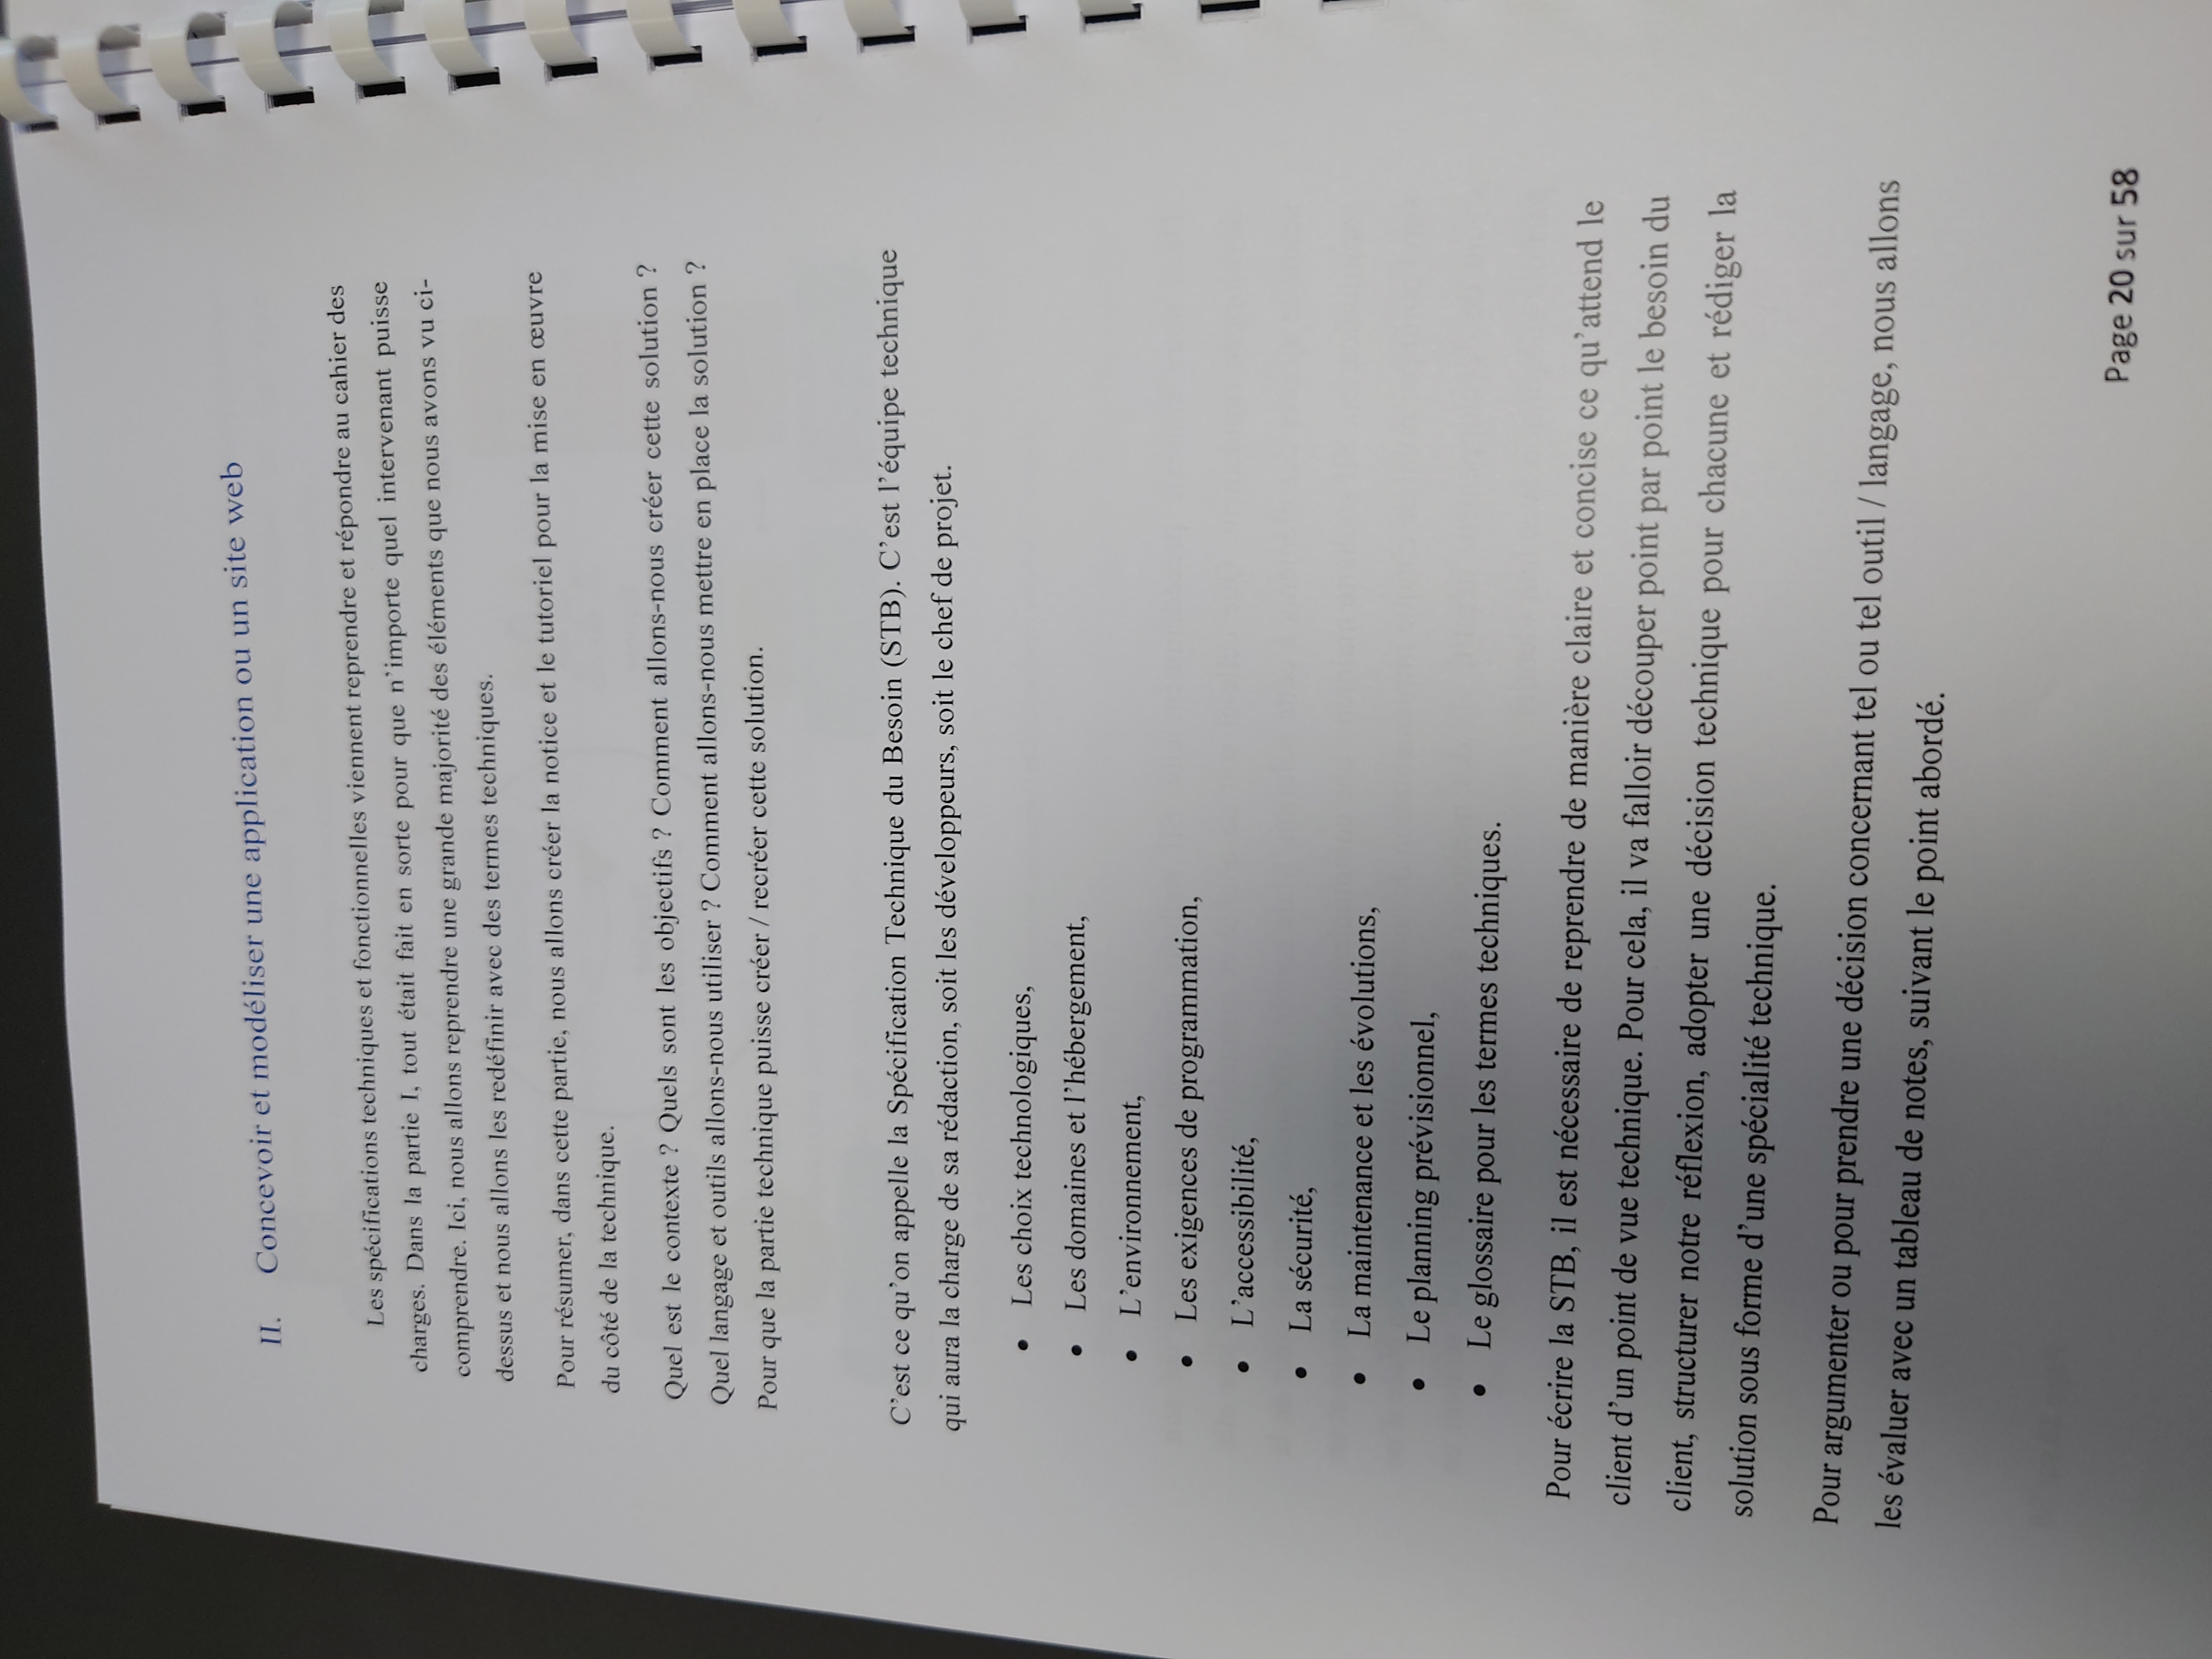 II. Concevoir et modéliser une application ou un site web
Les spécifications techniques et fonctionnelles viennent reprendre et répondre au cahier des
charges. Dans la partie I, tout était fait en sorte pour que n'importe quel intervenant puisse
comprendre. Ici, nous allons reprendre une grande majorité des éléments que nous avons vu ci-
dessus et nous allons les redéfinir avec des termes techniques.
Pour résumer, dans cette partie, nous allons créer la notice et le tutoriel pour la mise en œuvre
du côté de la technique.
Quel est le contexte ? Quels sont les objectifs ? Comment allons-nous créer cette solution ?
Quel langage et outils allons-nous utiliser ? Comment allons-nous mettre en place la solution ?
Pour que la partie technique puisse créer / recréer cette solution.
C'est ce qu'on appelle la Spécification Technique du Besoin (STB). C'est l'équipe technique
qui aura la charge de sa rédaction, soit les développeurs, soit le chef de projet.
• Les choix technologiques,
• Les domaines et l'hébergement,
• L'environnement,
• Les exigences de programmation,
• L'accessibilité,
• La sécurité,
• La maintenance et les évolutions,
• Le planning prévisionnel,
• Le glossaire pour les termes techniques.
Pour écrire la STB, il est nécessaire de reprendre de manière claire et concise ce qu'attend le
client d'un point de vue technique. Pour cela, il va falloir découper point par point le besoin du
client, structurer notre réflexion, adopter une décision technique pour chacune et rédiger la
solution sous forme d'une spécialité technique.
Pour argumenter ou pour prendre une décision concernant tel ou tel outil / langage, nous allons
les évaluer avec un tableau de notes, suivant le point abordé.
Page 20 sur 58